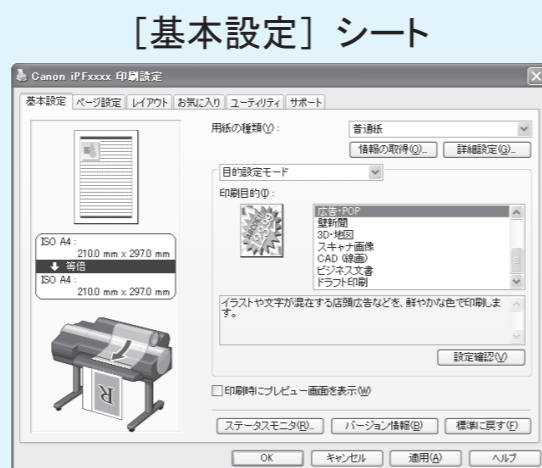 ［基本設定］シート
Canon iPFxxxx 印刷設定
基本設定 ページ設定 レイアウト お気に入り ユーティリティ サポート
用紙の種類(Y):
普通紙
情報の取得(Q)...
詳細設定(G)...
目的設定モード
印刷目的(I):
広告・POP
壁新聞
3D・地図
スキャナ画像
CAD (線画)
ビジネス文書
ドラフト印刷
ISO A4 :
210.0 mm x 297.0 mm
等倍
ISO A4 :
210.0 mm x 297.0 mm
イラストや文字が混在する店頭広告などを、鮮やかな色で印刷しま
す。
設定確認(V)
R
印刷時にプレビュー画面を表示(W)
ステータスモニタ(R)... バージョン情報(B) 標準に戻す(F)
OK キャンセル 適用(A) ヘルプ